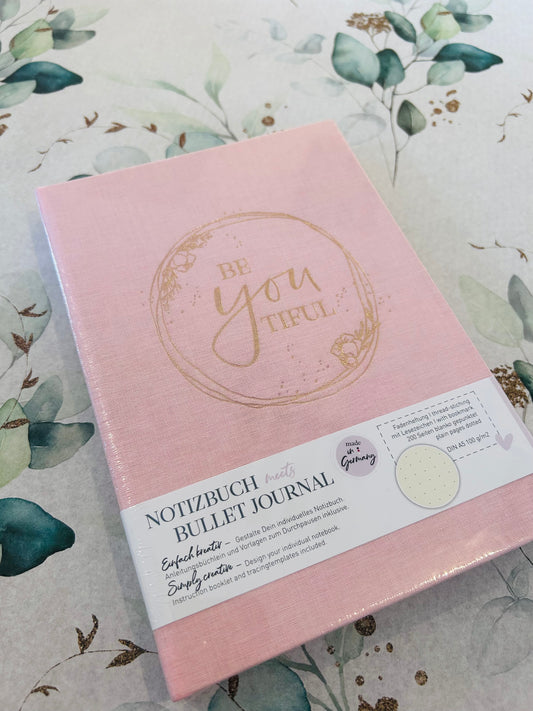 BE
you
TIFUL
NOTIZBUCH meets
BULLET JOURNAL
made
in
Germany
Fadenheftung I thread-stiching
mit Lesezeichen I with bookmark
200 Seiten blanko gepunktet
plain pages dotted
DIN A5 100 g/m2
Einfach kreativ – Gestalte Dein individuelles Notizbuch.
Anleitungsbüchlein und Vorlagen zum Durchpausen inklusive.
Simply creative – Design your individual notebook.
Instruction booklet and tracingtemplates included.